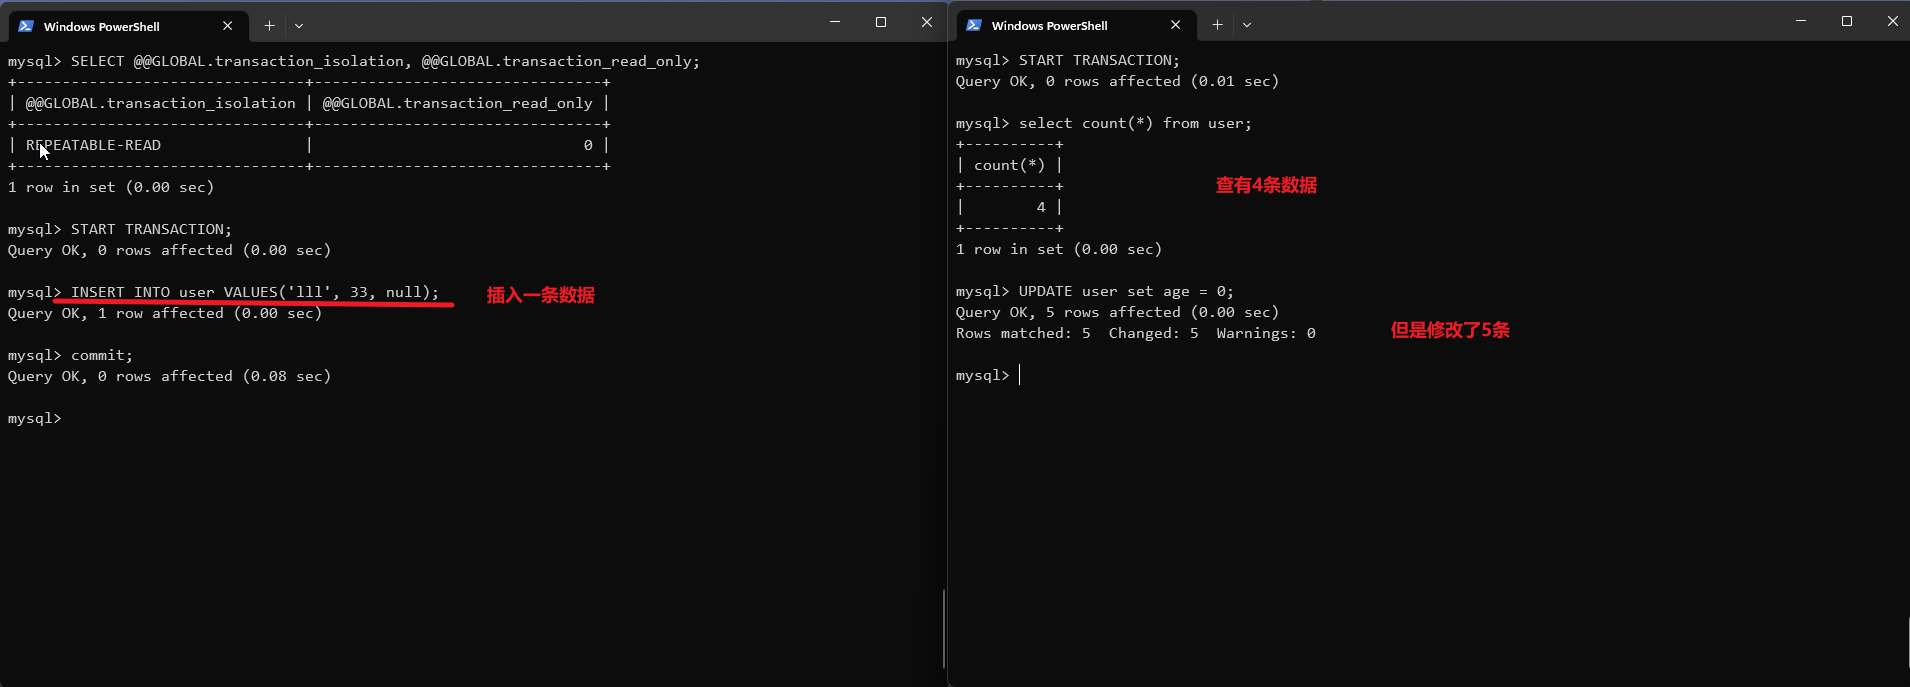 Windows PowerShell
mysql> SELECT @@GLOBAL.transaction_isolation, @@GLOBAL.transaction_read_only;
+--------------------------------+--------------------------------+
| @@GLOBAL.transaction_isolation | @@GLOBAL.transaction_read_only |
+--------------------------------+--------------------------------+
| REPEATABLE-READ                |                              0 |
+--------------------------------+--------------------------------+
1 row in set (0.00 sec)
mysql> START TRANSACTION;
Query OK, 0 rows affected (0.00 sec)
mysql> INSERT INTO user VALUES('lll', 33, null);
插入一条数据
Query OK, 1 row affected (0.00 sec)
mysql> commit;
Query OK, 0 rows affected (0.08 sec)
mysql>
Windows PowerShell
mysql> START TRANSACTION;
Query OK, 0 rows affected (0.01 sec)
mysql> select count(*) from user;
+----------+
| count(*) |
+----------+
查有4条数据
|        4 |
+----------+
1 row in set (0.00 sec)
mysql> UPDATE user set age = 0;
Query OK, 5 rows affected (0.00 sec)
Rows matched: 5  Changed: 5  Warnings: 0
但是修改了5条
mysql>